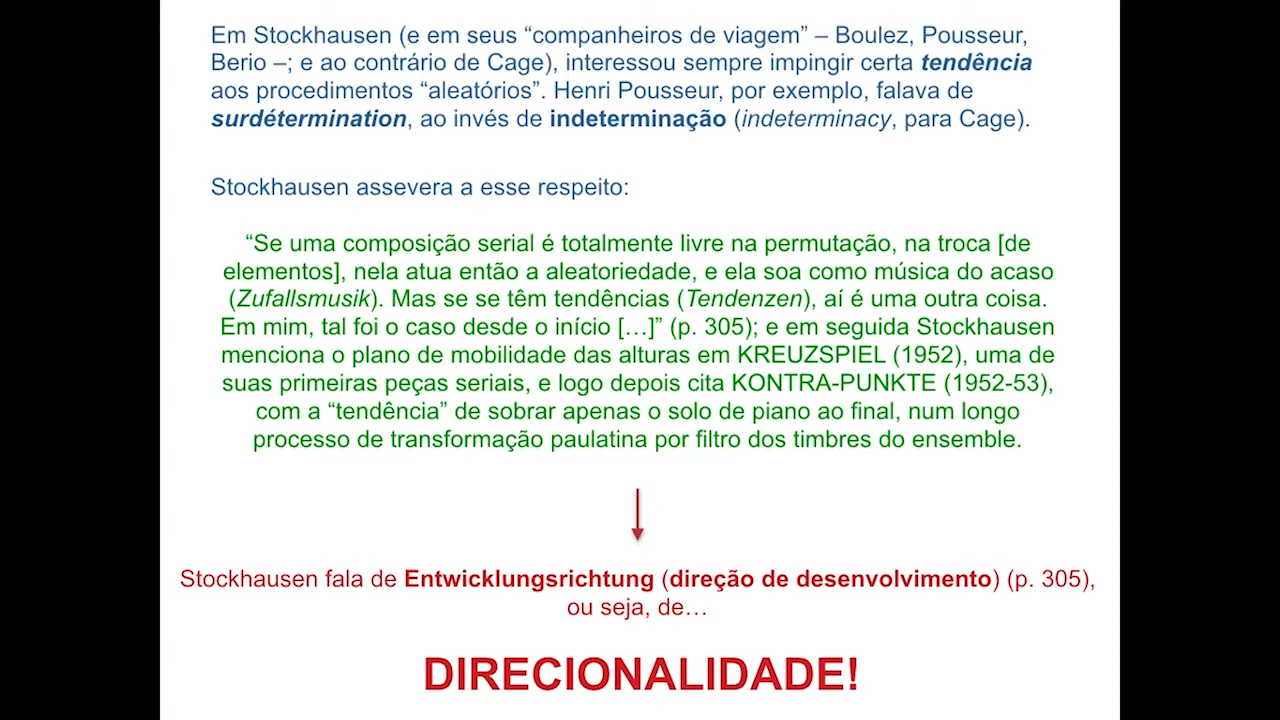 Em Stockhausen (e em seus “companheiros de viagem” – Boulez, Pousseur,
Berio –; e ao contrário de Cage), interessou sempre impingir certa tendência
aos procedimentos “aleatórios”. Henri Pousseur, por exemplo, falava de
surdétermination, ao invés de indeterminação (indeterminacy, para Cage).
Stockhausen assevera a esse respeito:
“Se uma composição serial é totalmente livre na permutação, na troca [de
elementos], nela atua então a aleatoriedade, e ela soa como música do acaso
(Zufallsmusik). Mas se se têm tendências (Tendenzen), aí é uma outra coisa.
Em mim, tal foi o caso desde o início […]” (p. 305); e em seguida Stockhausen
menciona o plano de mobilidade das alturas em KREUZSPIEL (1952), uma de
suas primeiras peças seriais, e logo depois cita KONTRA-PUNKTE (1952-53),
com a “tendência” de sobrar apenas o solo de piano ao final, num longo
processo de transformação paulatina por filtro dos timbres do ensemble.
Stockhausen fala de Entwicklungsrichtung (direção de desenvolvimento) (p. 305),
ou seja, de…
DIRECIONALIDADE!